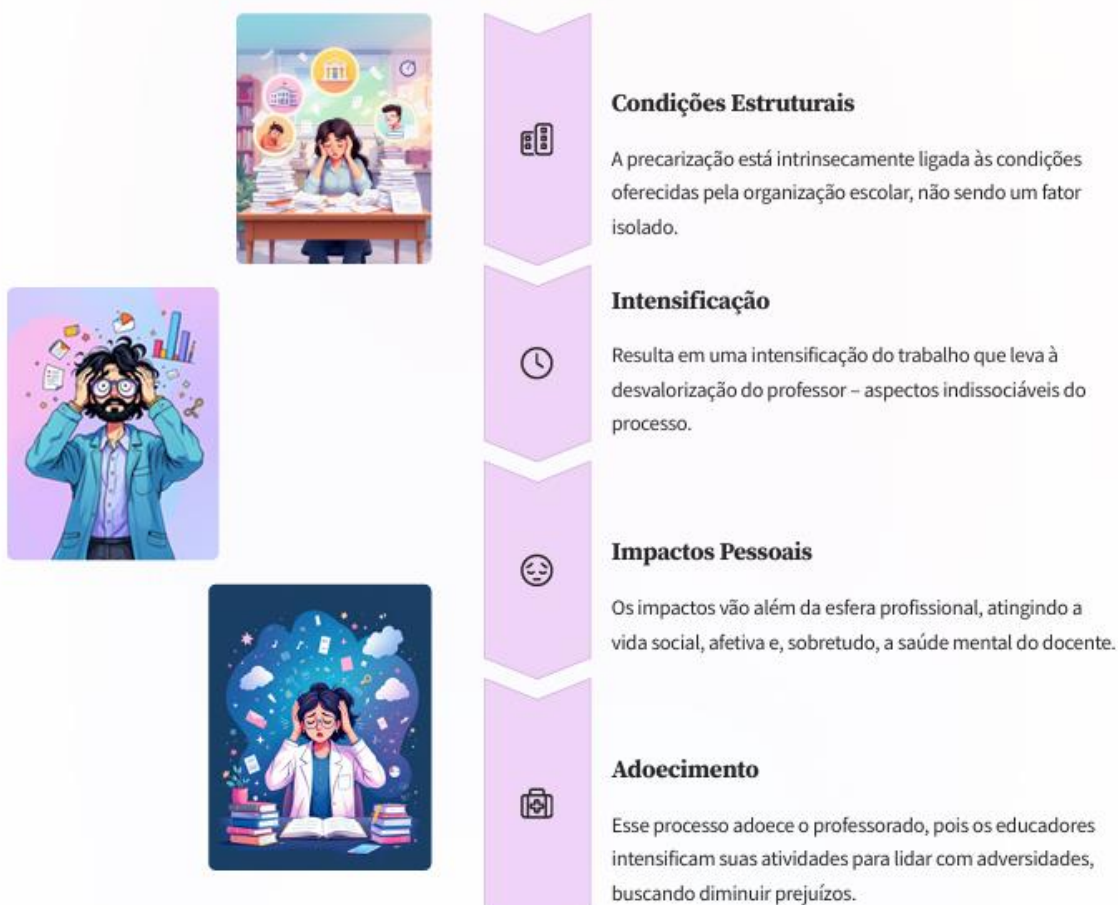 Condições Estruturais
A precarização está intrinsecamente ligada às condições
oferecidas pela organização escolar, não sendo um fator
isolado.
Intensificação
Resulta em uma intensificação do trabalho que leva à
desvalorização do professor – aspectos indissociáveis do
processo.
Impactos Pessoais
Os impactos vão além da esfera profissional, atingindo a
vida social, afetiva e, sobretudo, a saúde mental do docente.
Adoecimento
Esse processo adoece o professorado, pois os educadores
intensificam suas atividades para lidar com adversidades,
buscando diminuir prejuízos.